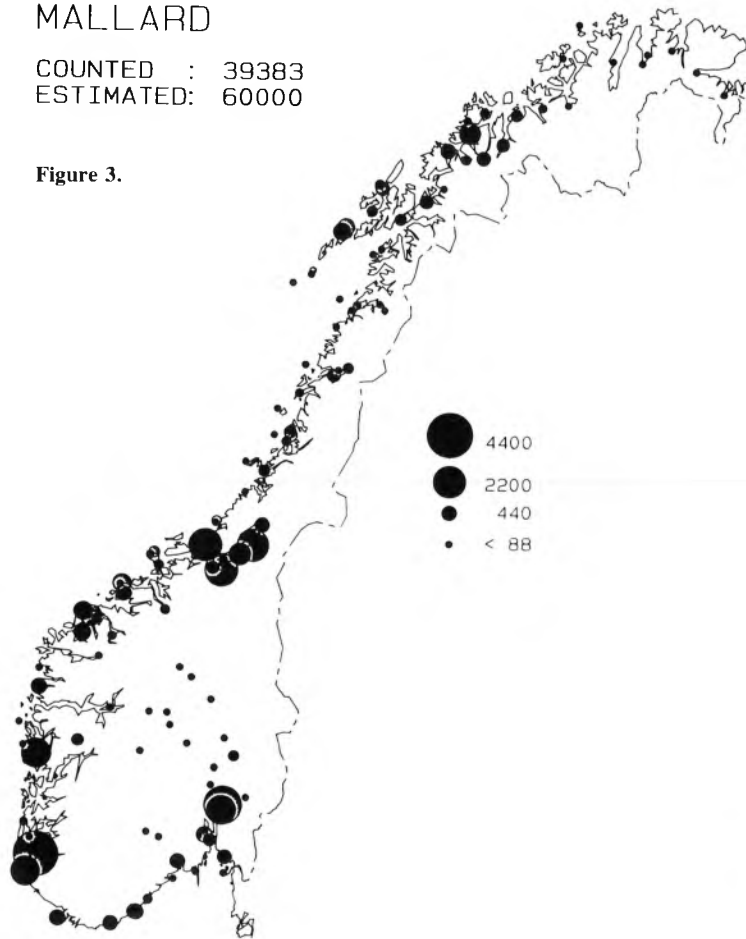 MALLARD
COUNTED : 39383
ESTIMATED: 60000
Figure 3.
4400
2200
440
< 88